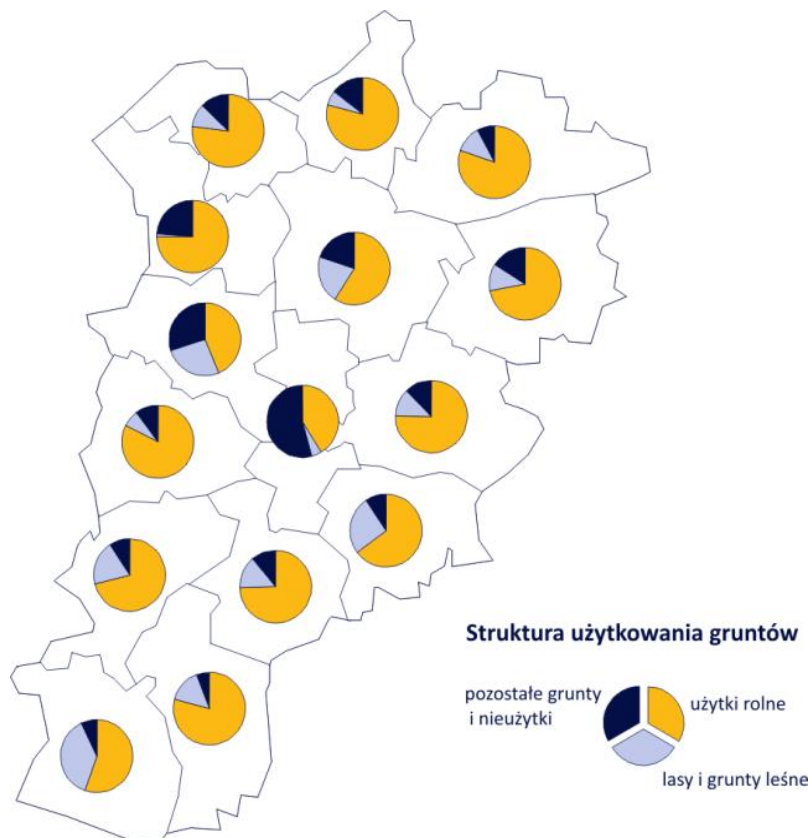 Struktura użytkowania gruntów
pozostałe grunty
i nieużytki
użytki rolne
lasy i grunty leśne